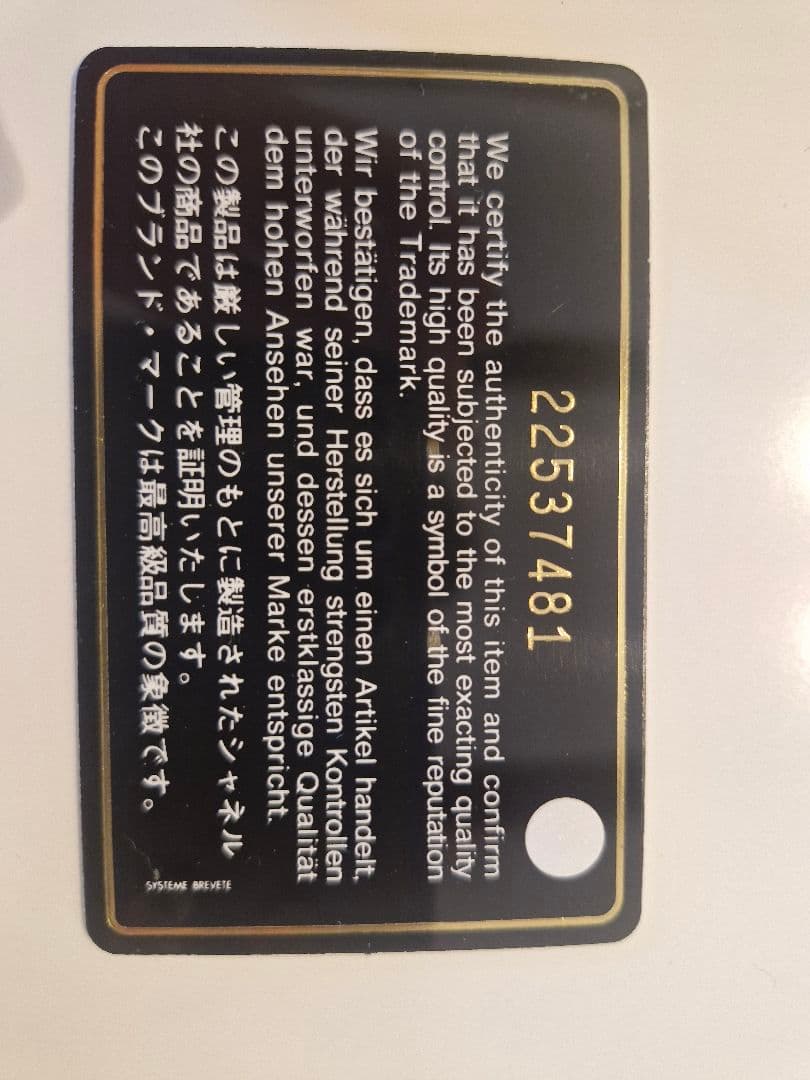 22537481
We certify the authenticity of this item and confirm
that it has been subjected to the most exacting quality
control. Its high quality is a symbol of the fine reputation
of the Trademark.
Wir bestätigen, dass es sich um einen Artikel handelt,
der während seiner Herstellung strengsten Kontrollen
unterworfen war, und dessen erstklassige Qualität
dem hohen Ansehen unserer Marke entspricht.
この製品は厳しい管理のもとに製造されたシャネル
社の商品であることを証明いたします。
このブランド・マークは最高級品質の象徴です。
SYSTEME BREVETE